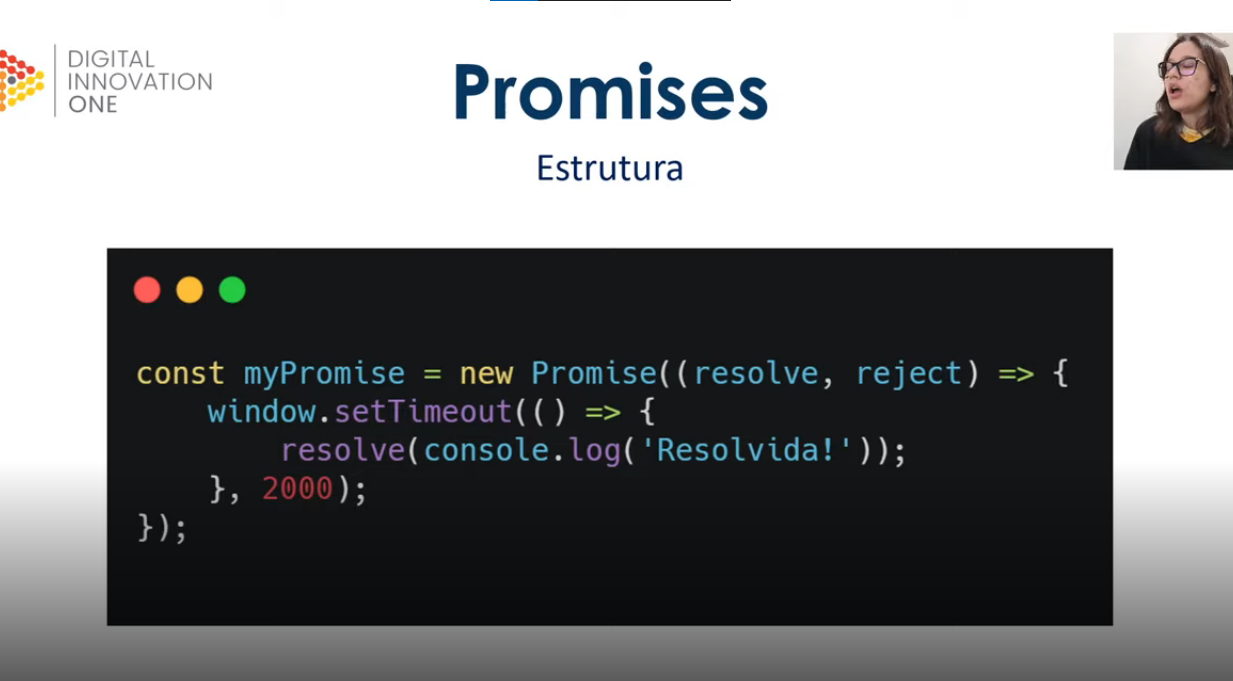 DIGITAL
INNOVATION
ONE
Promises
Estrutura
const myPromise = new Promise((resolve, reject) => {
    window.setTimeout(() => {
        resolve(console.log('Resolvida!'));
    }, 2000);
});